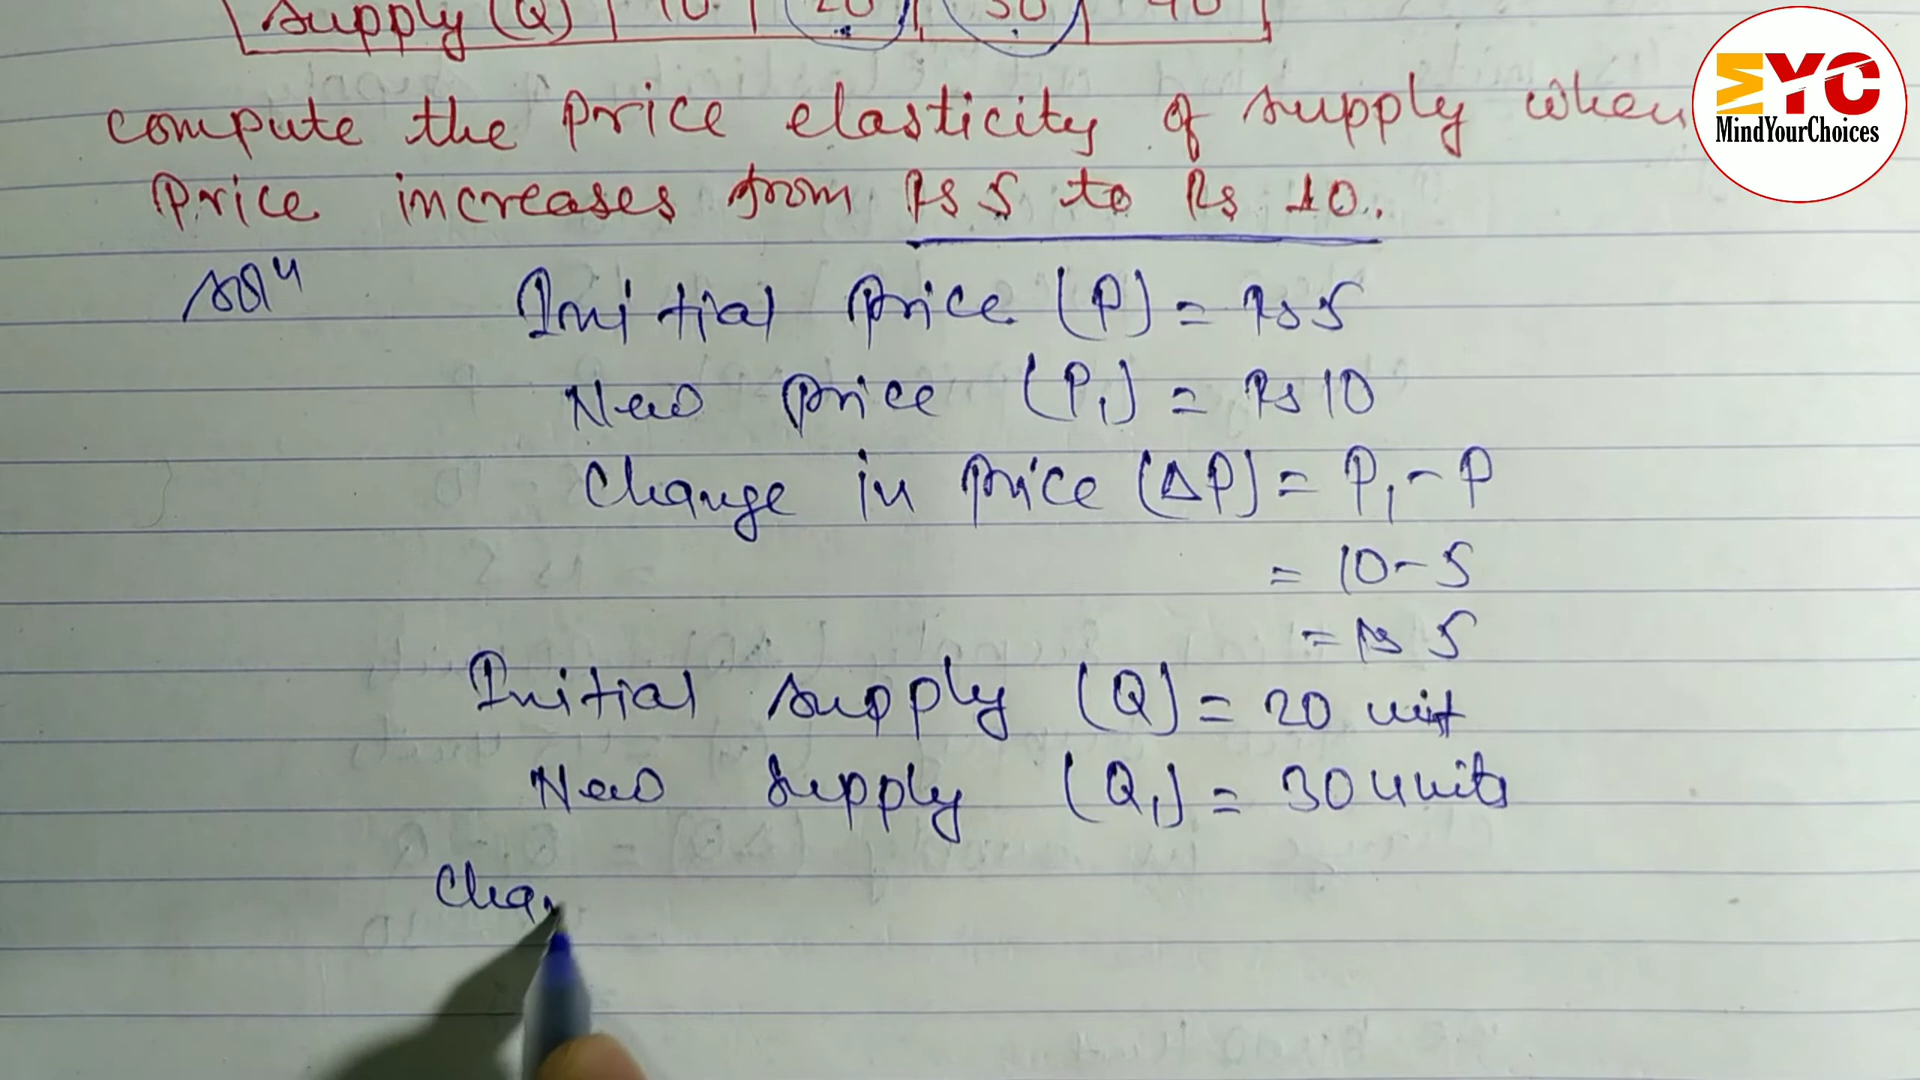 Supply (Q) 10 20 30 40
MYC
MindYourChoices
compute the price elasticity of supply when
Price increases from Rs 5 to Rs 10.
soln
Initial price (P) = Rs 5
New price (P1) = Rs 10
Change in price (ΔP) = P1 - P
= 10 - 5
= Rs 5
Initial supply (Q) = 20 unit
New supply (Q1) = 30 units
Chan